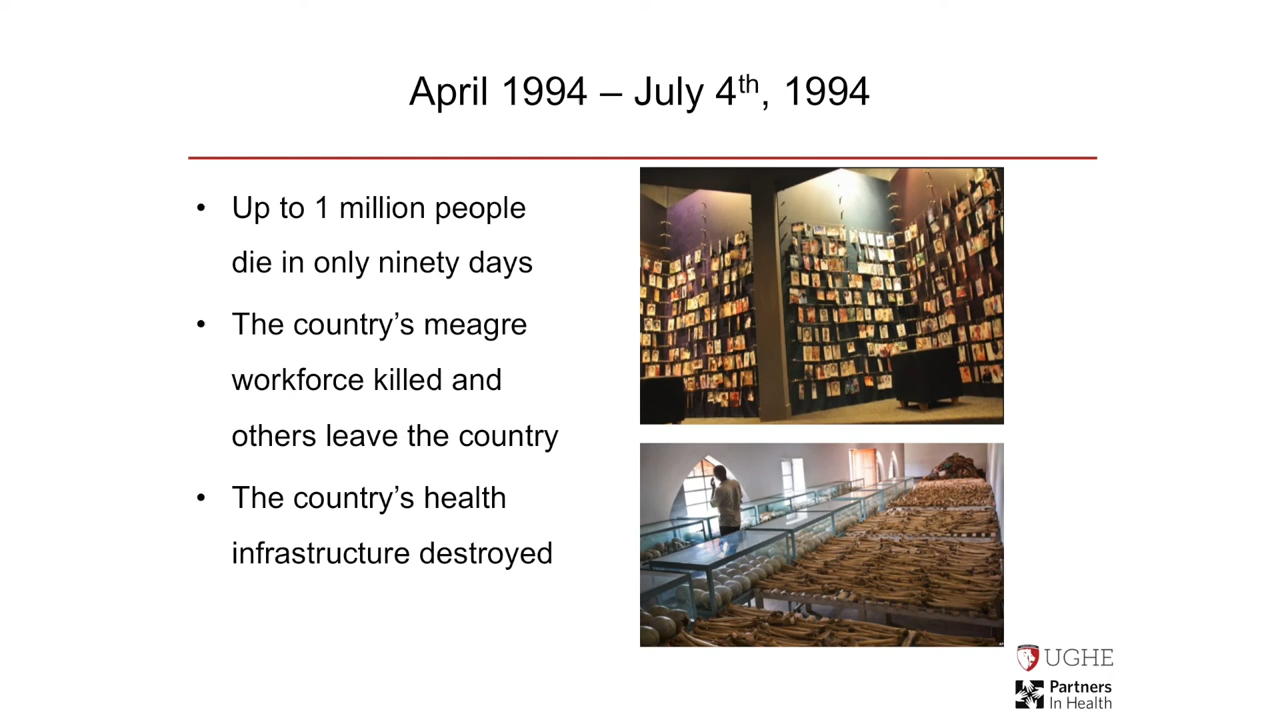 April 1994 – July 4th, 1994
• Up to 1 million people
die in only ninety days
• The country’s meagre
workforce killed and
others leave the country
• The country’s health
infrastructure destroyed
UGHE
Partners
In Health